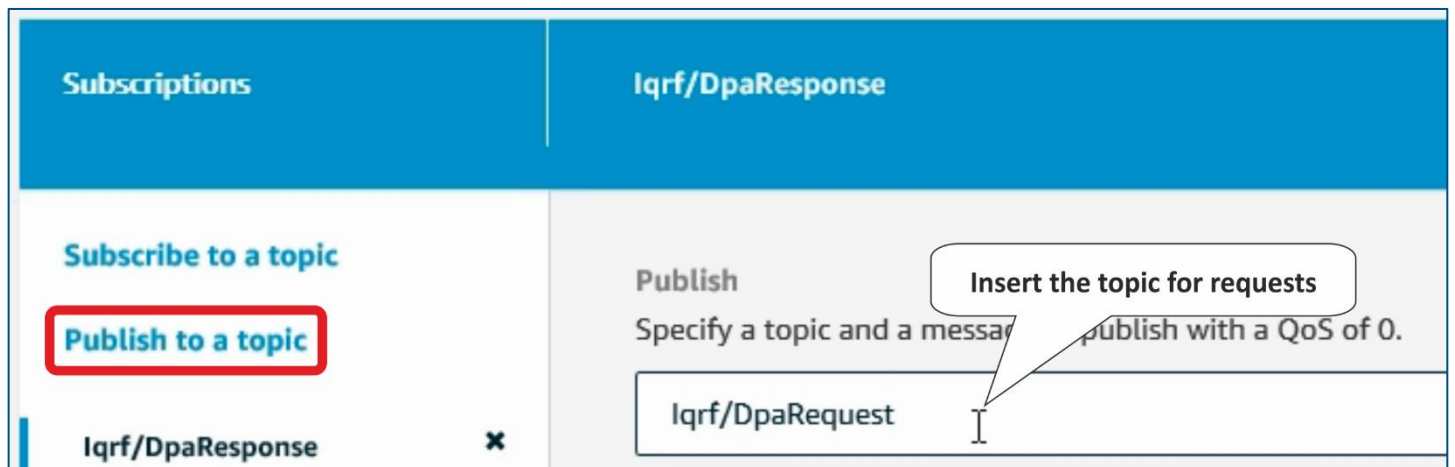 Subscriptions
Iqrf/DpaResponse
Subscribe to a topic
Publish to a topic
Iqrf/DpaResponse ×
Publish
Insert the topic for requests
Specify a topic and a messa publish with a QoS of 0.
Iqrf/DpaRequest